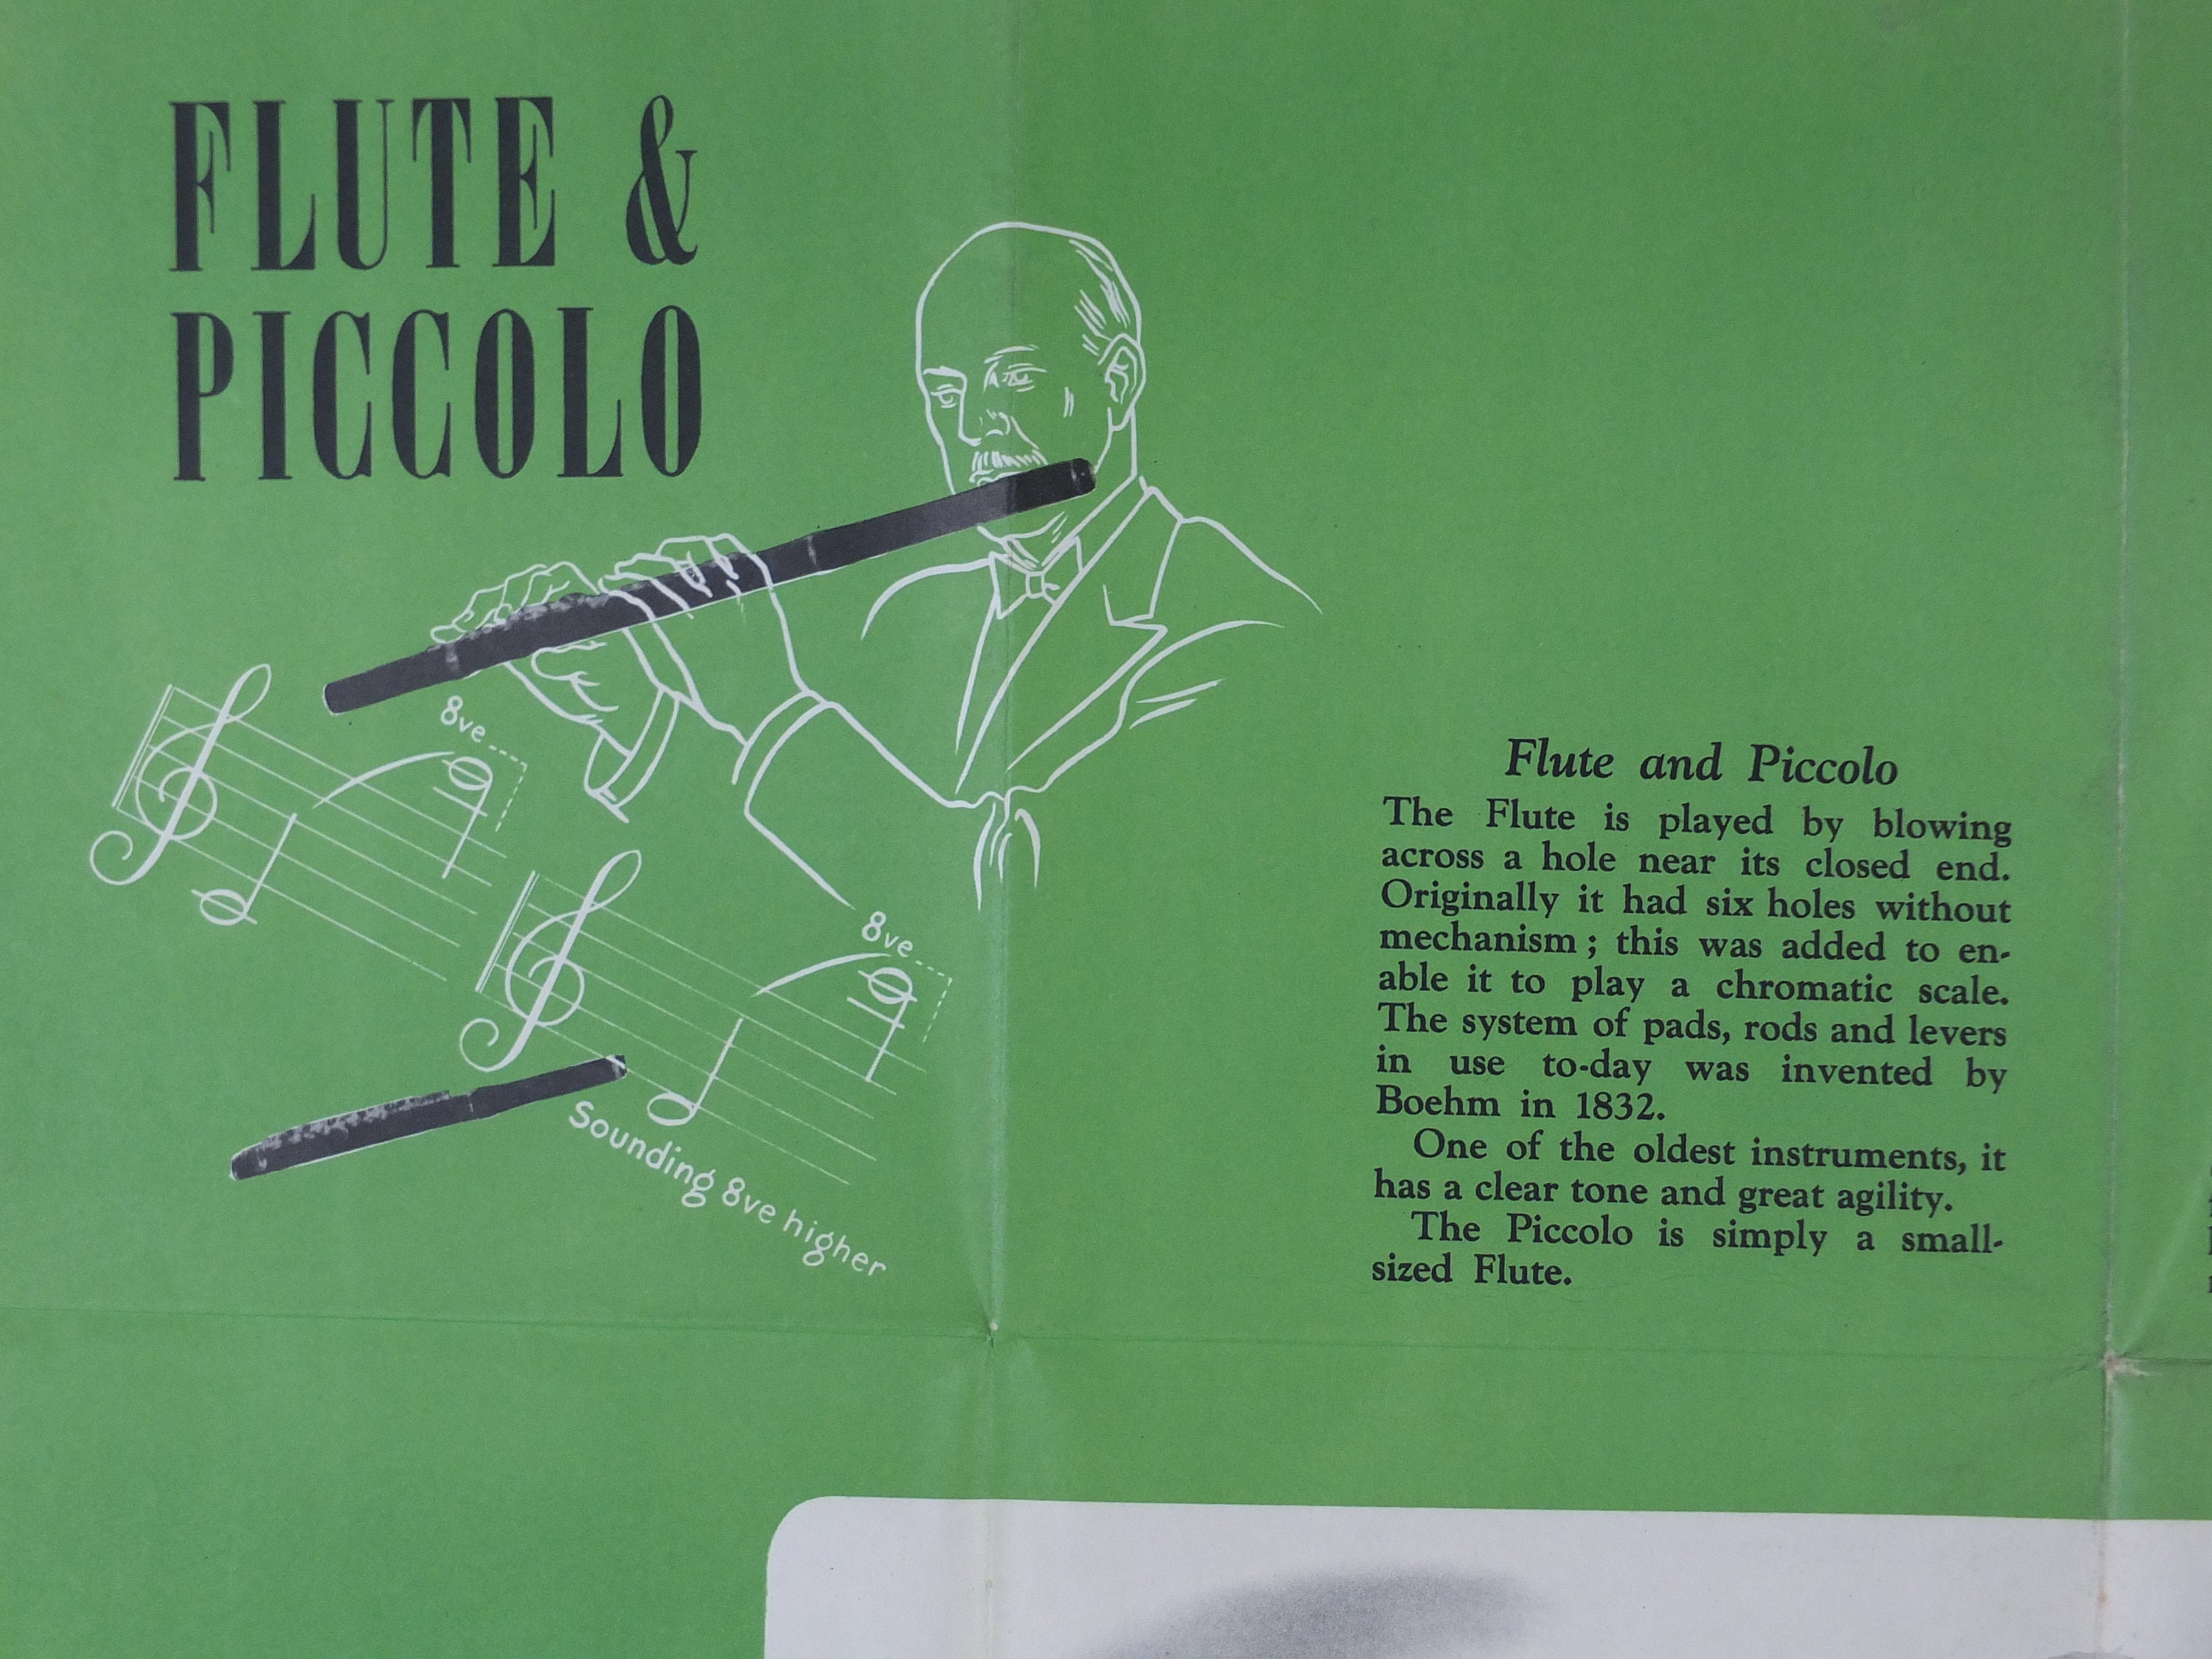 FLUTE &
PICCOLO
8ve
8ve
Sounding 8ve higher
Flute and Piccolo
The Flute is played by blowing
across a hole near its closed end.
Originally it had six holes without
mechanism ; this was added to en-
able it to play a chromatic scale.
The system of pads, rods and levers
in use to-day was invented by
Boehm in 1832.
One of the oldest instruments, it
has a clear tone and great agility.
The Piccolo is simply a small-
sized Flute.